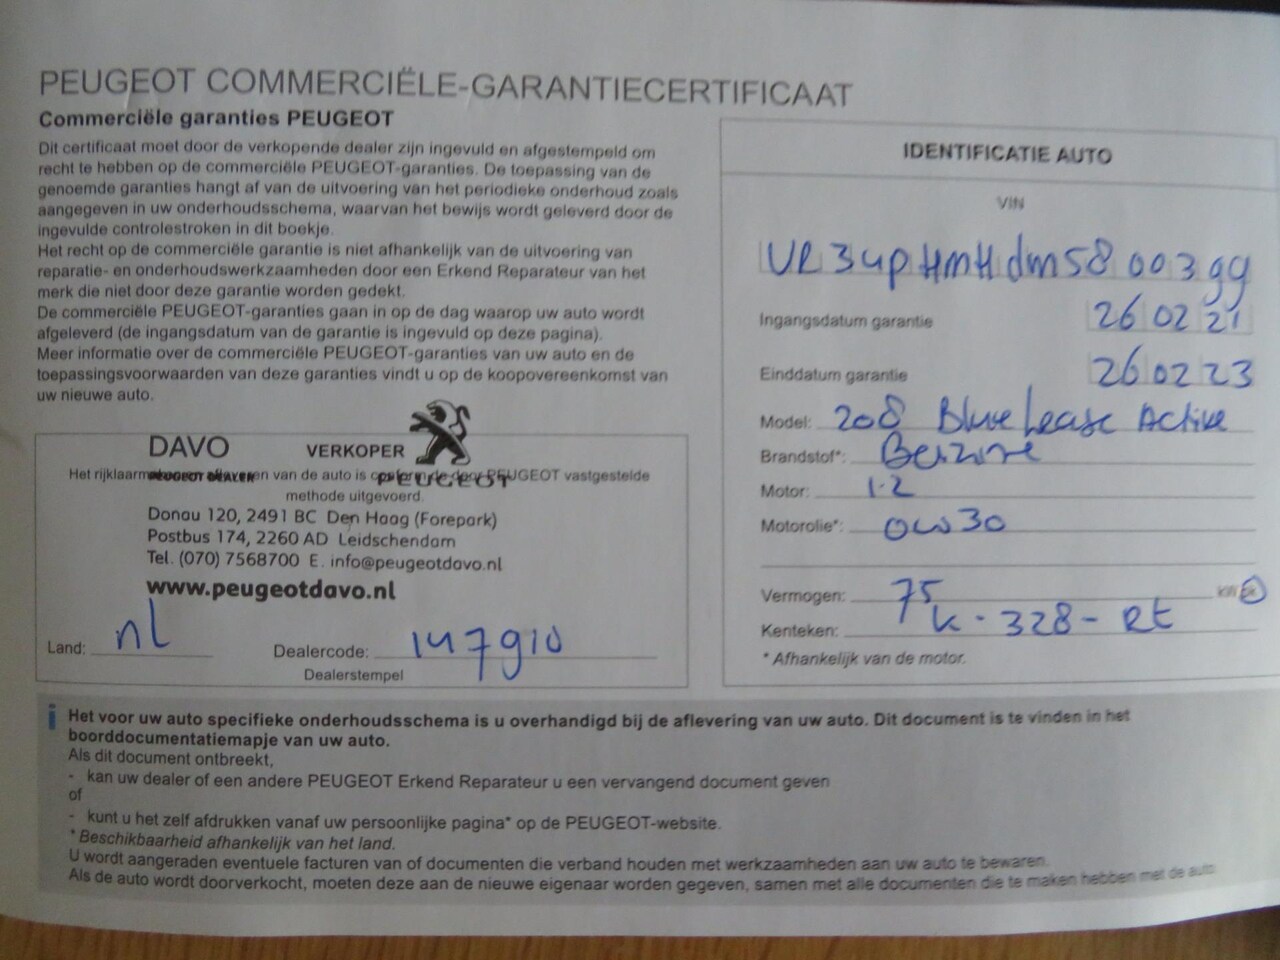 PEUGEOT COMMERCIËLE-GARANTIECERTIFICAAT
Commerciële garanties PEUGEOT
Dit certificaat moet door de verkopende dealer zijn ingevuld en afgestempeld om
recht te hebben op de commerciële PEUGEOT-garanties. De toepassing van de
genoemde garanties hangt af van de uitvoering van het periodieke onderhoud zoals
aangegeven in uw onderhoudsschema, waarvan het bewijs wordt geleverd door de
ingevulde controlestroken in dit boekje.
Het recht op de commerciële garantie is niet afhankelijk van de uitvoering van
reparatie- en onderhoudswerkzaamheden door een Erkend Reparateur van het
merk die niet door deze garantie worden gedekt.
De commerciële PEUGEOT-garanties gaan in op de dag waarop uw auto wordt
afgeleverd (de ingangsdatum van de garantie is ingevuld op deze pagina).
Meer informatie over de commerciële PEUGEOT-garanties van uw auto en de
toepassingsvoorwaarden van deze garanties vindt u op de koopovereenkomst van
uw nieuwe auto.
DAVO VERKOPER
PEUGEOT DEALER
PEUGEOT
Het rijklaarm en van de auto is door PEUGEOT vastgestelde
methode uitgevoerd.
Donau 120, 2491 BC Den Haag (Forepark)
Postbus 174, 2260 AD Leidschendam
Tel. (070) 7568700 E. info@peugeotdavo.nl
www.peugeotdavo.nl
Land: nl Dealercode: 147910
Dealerstempel
IDENTIFICATIE AUTO
VIN
VR3UPHMHdm5800399
Ingangsdatum garantie 26 02 21
Einddatum garantie 26 02 23
Model: 208 Blue Lease Active
Brandstof*: Benzine
Motor: 1.2
Motorolie*: 0W30
Vermogen: 75 kW pk
Kenteken: K-328-RT
* Afhankelijk van de motor.
Het voor uw auto specifieke onderhoudsschema is u overhandigd bij de aflevering van uw auto. Dit document is te vinden in het
boorddocumentatiemapje van uw auto.
Als dit document ontbreekt,
- kan uw dealer of een andere PEUGEOT Erkend Reparateur u een vervangend document geven
of
- kunt u het zelf afdrukken vanaf uw persoonlijke pagina* op de PEUGEOT-website.
* Beschikbaarheid afhankelijk van het land.
U wordt aangeraden eventuele facturen van of documenten die verband houden met werkzaamheden aan uw auto te bewaren.
Als de auto wordt doorverkocht, moeten deze aan de nieuwe eigenaar worden gegeven, samen met alle documenten die te maken hebben met de auto.